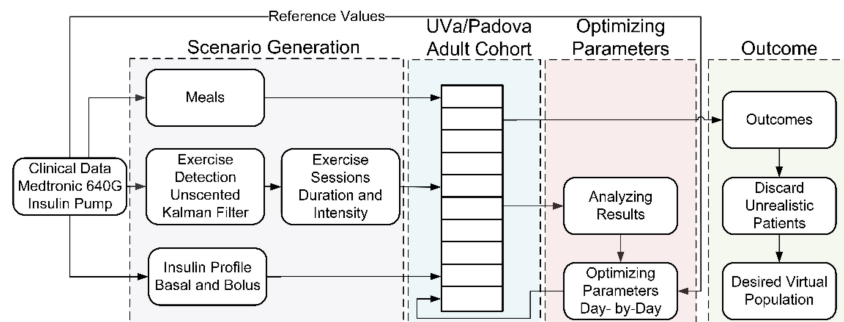 Reference Values
Scenario Generation
UVa/Padova
Adult Cohort
Optimizing
Parameters
Outcome
Clinical Data
Medtronic 640G
Insulin Pump
Meals
Exercise
Detection
Unscented
Kalman Filter
Exercise
Sessions
Duration and
Intensity
Insulin Profile
Basal and Bolus
Analyzing
Results
Optimizing
Parameters
Day- by-Day
Outcomes
Discard
Unrealistic
Patients
Desired Virtual
Population